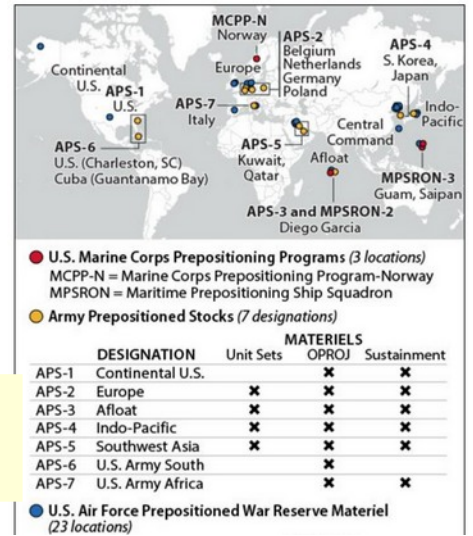 MCPP-N
Norway
APS-2
Belgium
Netherlands
Germany
Poland
Europe
APS-4
S. Korea,
Japan
Continental
U.S.
APS-1
U.S.
APS-7
Italy
Indo-
Pacific
Central
Command
APS-6
U.S. (Charleston, SC)
Cuba (Guantanamo Bay)
APS-5
Kuwait,
Qatar
Afloat
MPSRON-3
Guam, Saipan
APS-3 and MPSRON-2
Diego Garcia
U.S. Marine Corps Prepositioning Programs (3 locations)
MCPP-N = Marine Corps Prepositioning Program-Norway
MPSRON = Maritime Prepositioning Ship Squadron
Army Prepositioned Stocks (7 designations)
MATERIELS
DESIGNATION Unit Sets OPROJ Sustainment
APS-1 Continental U.S. ✖ ✖
APS-2 Europe ✖ ✖ ✖
APS-3 Afloat ✖ ✖ ✖
APS-4 Indo-Pacific ✖ ✖ ✖
APS-5 Southwest Asia ✖ ✖ ✖
APS-6 U.S. Army South ✖
APS-7 U.S. Army Africa ✖ ✖
U.S. Air Force Prepositioned War Reserve Materiel
(23 locations)